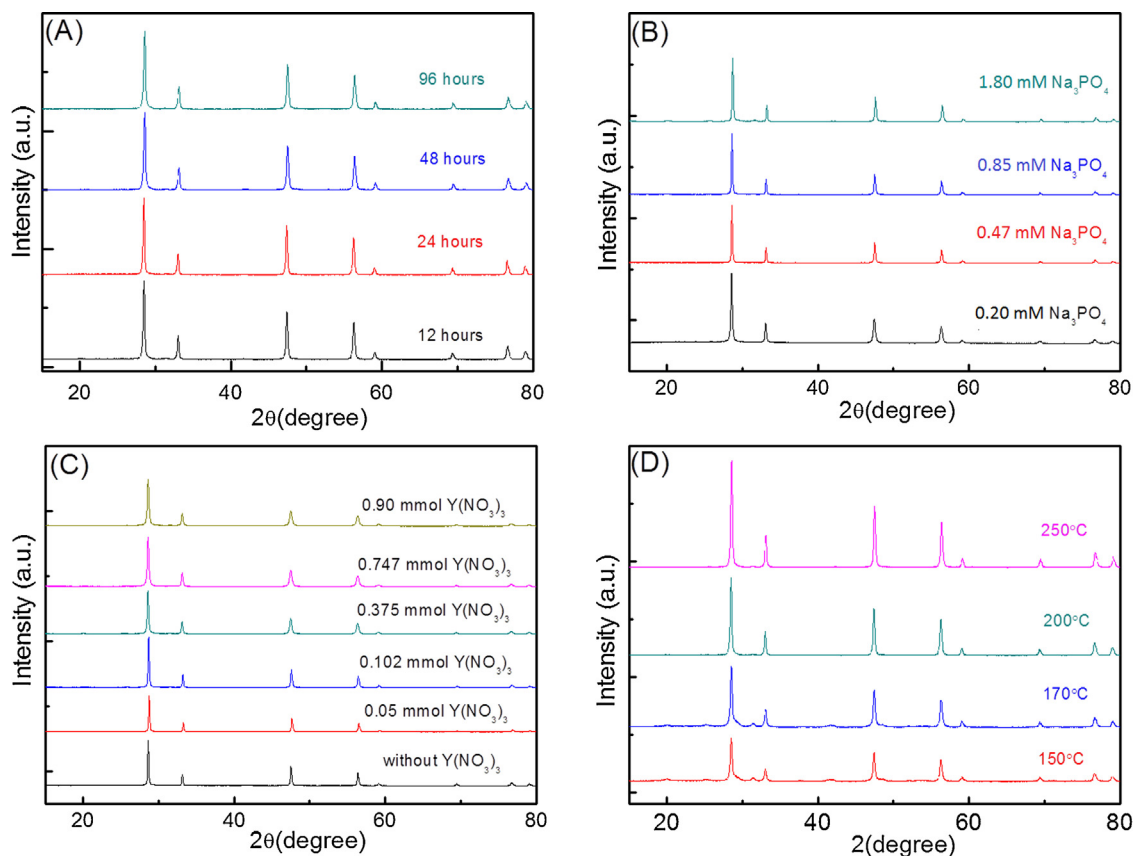 (A)
96 hours
48 hours
24 hours
12 hours
Intensity (a.u.)
20 40 60 80
2θ(degree)
(B)
1.80 mM Na₃PO₄
0.85 mM Na₃PO₄
0.47 mM Na₃PO₄
0.20 mM Na₃PO₄
Intensity (a.u.)
20 40 60 80
2θ(degree)
(C)
0.90 mmol Y(NO₃)₃
0.747 mmol Y(NO₃)₃
0.375 mmol Y(NO₃)₃
0.102 mmol Y(NO₃)₃
0.05 mmol Y(NO₃)₃
without Y(NO₃)₃
Intensity (a.u.)
20 40 60 80
2θ(degree)
(D)
250°C
200°C
170°C
150°C
Intensity (a.u.)
20 40 60 80
2(degree)